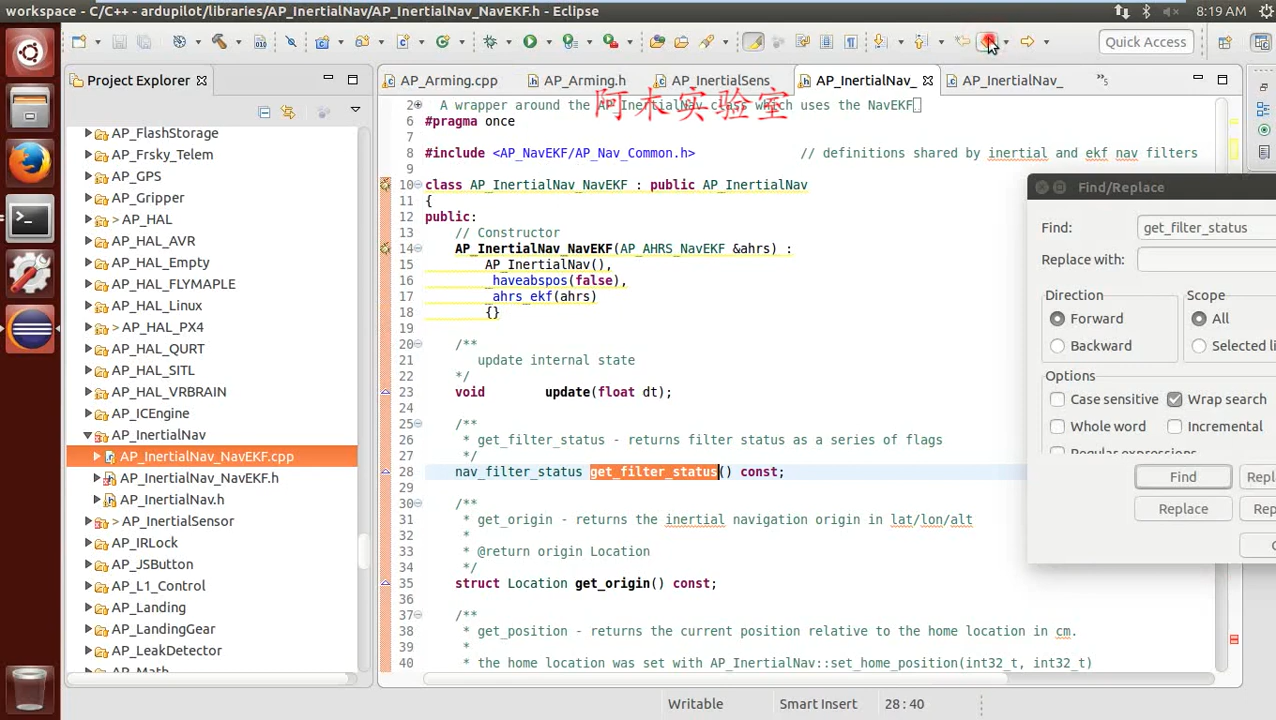 workspace - C/C++ - ardupilot/libraries/AP_InertialNav/AP_InertialNav_NavEKF.h - Eclipse
8:19AM
Quick Access
Project Explorer
AP_Arming.cpp
AP_Arming.h
AP_InertialSens
AP_InertialNav_
AP_InertialNav_
»5
阿木实验室
AP_FlashStorage
AP_Frsky_Telem
AP_GPS
AP_Gripper
> AP_HAL
AP_HAL_AVR
AP_HAL_Empty
AP_HAL_FLYMAPLE
AP_HAL_Linux
> AP_HAL_PX4
AP_HAL_QURT
AP_HAL_SITL
AP_HAL_VRBRAIN
AP_ICEngine
AP_InertialNav
AP_InertialNav_NavEKF.cpp
AP_InertialNav_NavEKF.h
AP_InertialNav.h
> AP_InertialSensor
AP_IRLock
AP_JSButton
AP_L1_Control
AP_Landing
AP_LandingGear
AP_LeakDetector
AP_Math
2 A wrapper around the AP_InertialNav class which uses the NavEKF
6 #pragma once
7
8 #include <AP_NavEKF/AP_Nav_Common.h> // definitions shared by inertial and ekf nav filters
9
10 class AP_InertialNav_NavEKF : public AP_InertialNav
11 {
12 public:
13 // Constructor
14 AP_InertialNav_NavEKF(AP_AHRS_NavEKF &ahrs) :
15 AP_InertialNav(),
16 _haveabspos(false),
17 _ahrs_ekf(ahrs)
18 {}
19
20 /**
21 update internal state
22 */
23 void update(float dt);
24
25 /**
26 * get_filter_status - returns filter status as a series of flags
27 */
28 nav_filter_status get_filter_status() const;
29
30 /**
31 * get_origin - returns the inertial navigation origin in lat/lon/alt
32 *
33 * @return origin Location
34 */
35 struct Location get_origin() const;
36
37 /**
38 * get_position - returns the current position relative to the home location in cm.
39 *
40 * the home location was set with AP_InertialNav::set_home_position(int32_t, int32_t)
Find/Replace
Find: get_filter_status
Replace with:
Direction
Scope
Forward
All
Backward
Selected li
Options
Case sensitive
Wrap search
Whole word
Incremental
Regular expressions
Find
Repl
Replace
Rep
Writable
Smart Insert
28:40